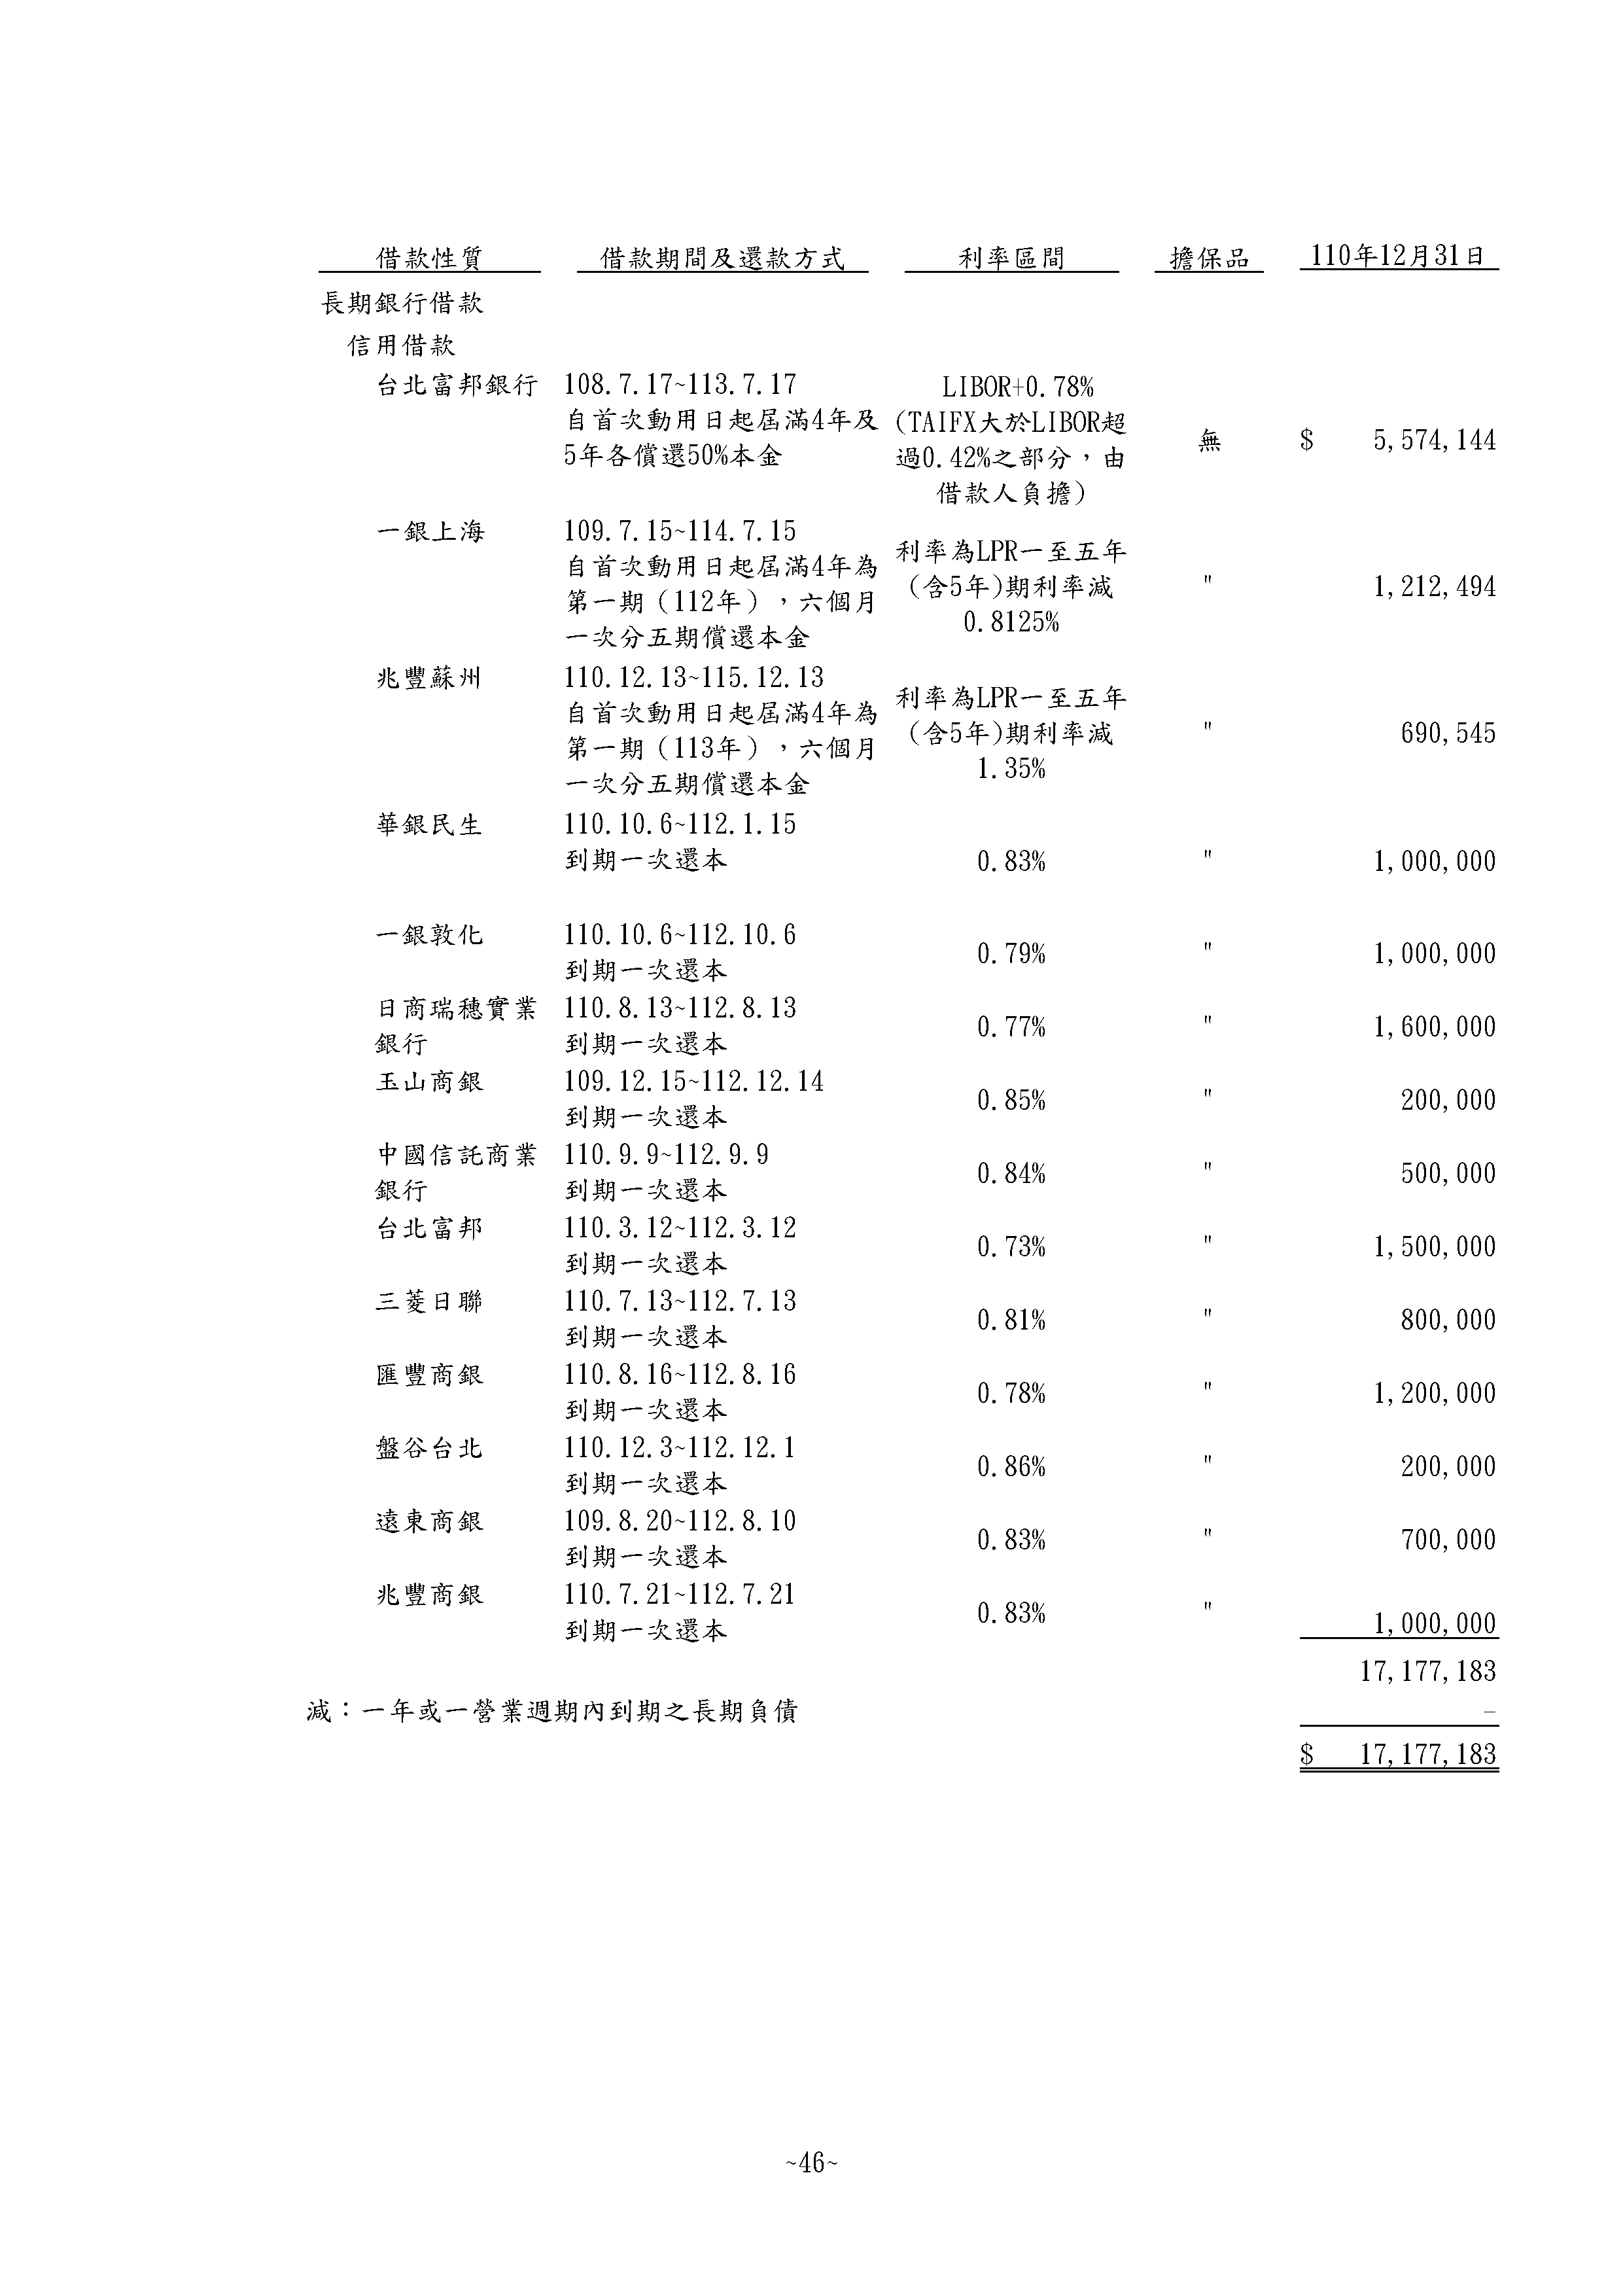 借款性質 借款期間及還款方式 利率區間 擔保品 110年12月31日
長期銀行借款
信用借款
台北富邦銀行 108.7.17~113.7.17 LIBOR+0.78%
自首次動用日起屆滿4年及 (TAIFX大於LIBOR超
無 $ 5,574,144
5年各償還50%本金 過0.42%之部分，由
借款人負擔)
一銀上海 109.7.15~114.7.15
利率為LPR一至五年
自首次動用日起屆滿4年為
(含5年)期利率減 " 1,212,494
第一期（112年），六個月
0.8125%
一次分五期償還本金
兆豐蘇州 110.12.13~115.12.13
利率為LPR一至五年
自首次動用日起屆滿4年為
(含5年)期利率減 " 690,545
第一期（113年），六個月
1.35%
一次分五期償還本金
華銀民生 110.10.6~112.1.15
到期一次還本 0.83% " 1,000,000
一銀敦化 110.10.6~112.10.6
0.79% " 1,000,000
到期一次還本
日商瑞穗實業 110.8.13~112.8.13
0.77% " 1,600,000
銀行 到期一次還本
玉山商銀 109.12.15~112.12.14
0.85% " 200,000
到期一次還本
中國信託商業 110.9.9~112.9.9
0.84% " 500,000
銀行 到期一次還本
台北富邦 110.3.12~112.3.12
0.73% " 1,500,000
到期一次還本
三菱日聯 110.7.13~112.7.13
0.81% " 800,000
到期一次還本
匯豐商銀 110.8.16~112.8.16
0.78% " 1,200,000
到期一次還本
盤谷台北 110.12.3~112.12.1
0.86% " 200,000
到期一次還本
遠東商銀 109.8.20~112.8.10
0.83% " 700,000
到期一次還本
兆豐商銀 110.7.21~112.7.21
0.83% " 1,000,000
到期一次還本
17,177,183
減：一年或一營業週期內到期之長期負債 -
$ 17,177,183
~46~